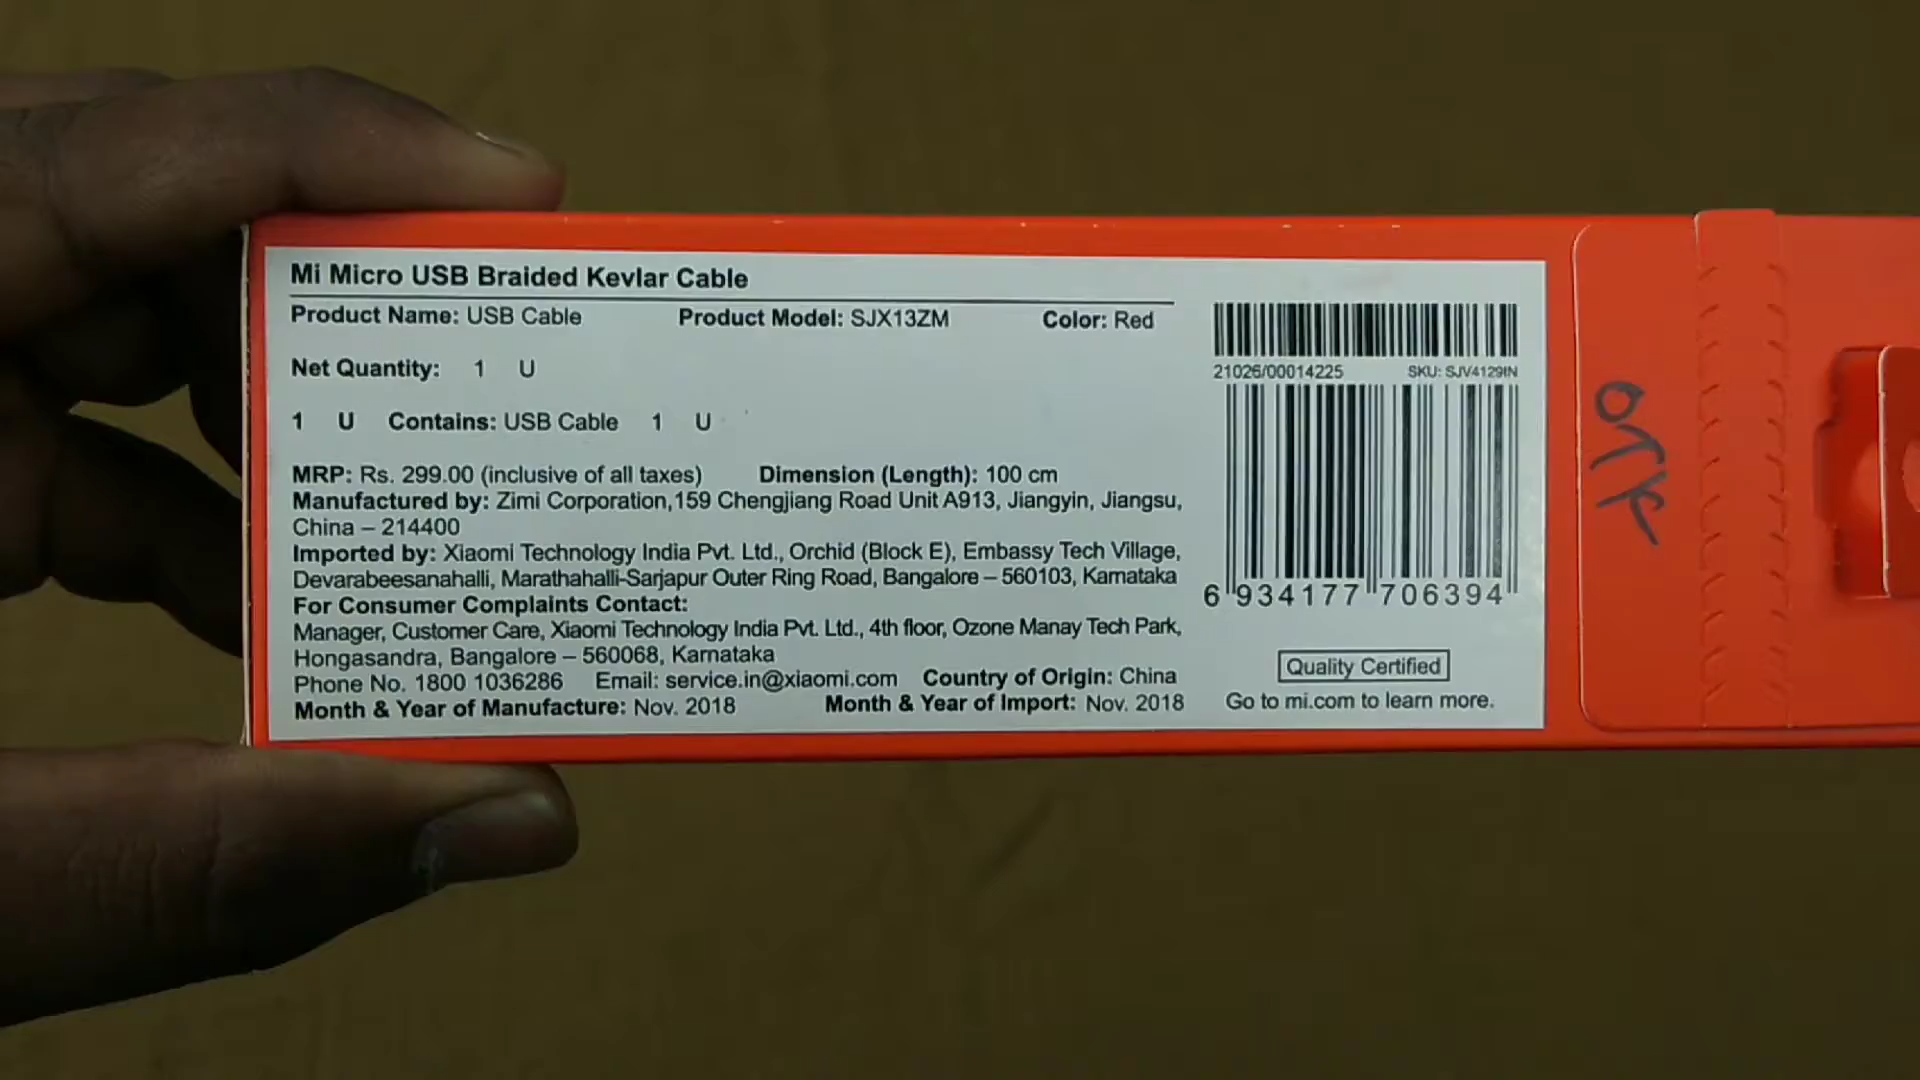 Mi Micro USB Braided Kevlar Cable
Product Name: USB Cable Product Model: SJX13ZM Color: Red
Net Quantity: 1 U
1 U Contains: USB Cable 1 U
MRP: Rs. 299.00 (inclusive of all taxes) Dimension (Length): 100 cm
Manufactured by: Zimi Corporation,159 Chengjiang Road Unit A913, Jiangyin, Jiangsu,
China – 214400
Imported by: Xiaomi Technology India Pvt. Ltd., Orchid (Block E), Embassy Tech Village,
Devarabeesanahalli, Marathahalli-Sarjapur Outer Ring Road, Bangalore – 560103, Karnataka
For Consumer Complaints Contact:
Manager, Customer Care, Xiaomi Technology India Pvt. Ltd., 4th floor, Ozone Manay Tech Park,
Hongasandra, Bangalore – 560068, Karnataka
Phone No. 1800 1036286 Email: service.in@xiaomi.com Country of Origin: China
Month & Year of Manufacture: Nov. 2018 Month & Year of Import: Nov. 2018
21026/00014225 SKU: SJV4129IN
6 934177 706394
Quality Certified
Go to mi.com to learn more.